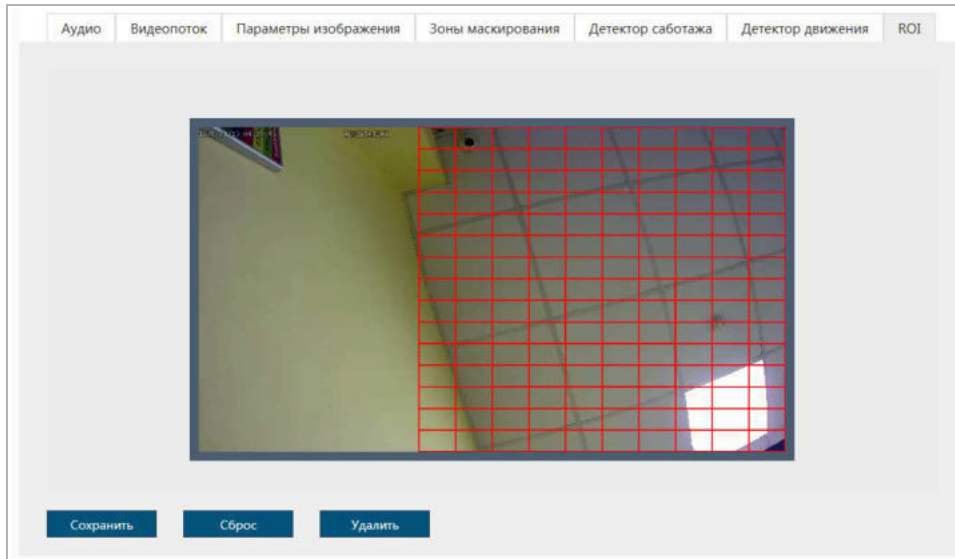 Аудио
Видеопоток
Параметры изображения
Зоны маскирования
Детектор саботажа
Детектор движения
ROI
Сохранить
Сброс
Удалить